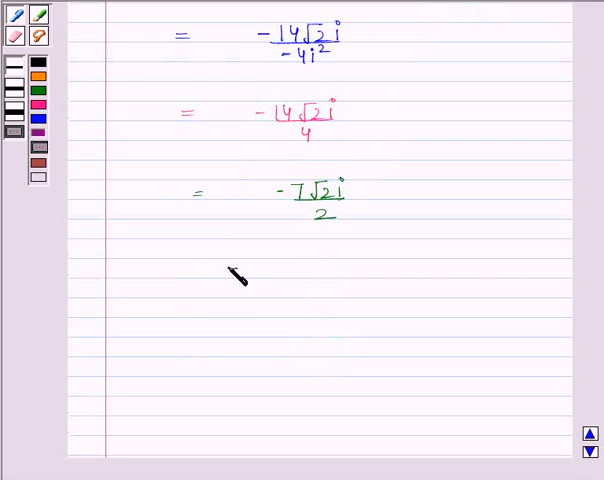 = -14√2i / -4i²
= -14√2i / 4
= -7√2i / 2